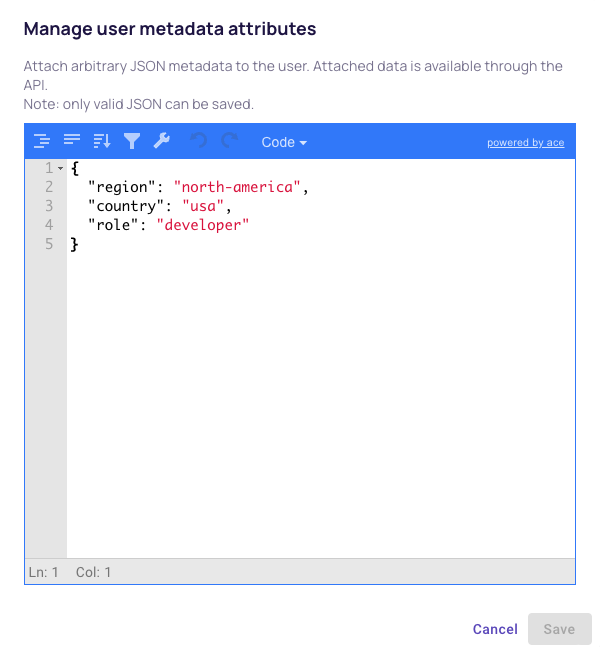 Manage user metadata attributes
Attach arbitrary JSON metadata to the user. Attached data is available through the
API.
Note: only valid JSON can be saved.
Code powered by ace
1 {
2 "region": "north-america",
3 "country": "usa",
4 "role": "developer"
5 }
Ln: 1 Col: 1
Cancel Save